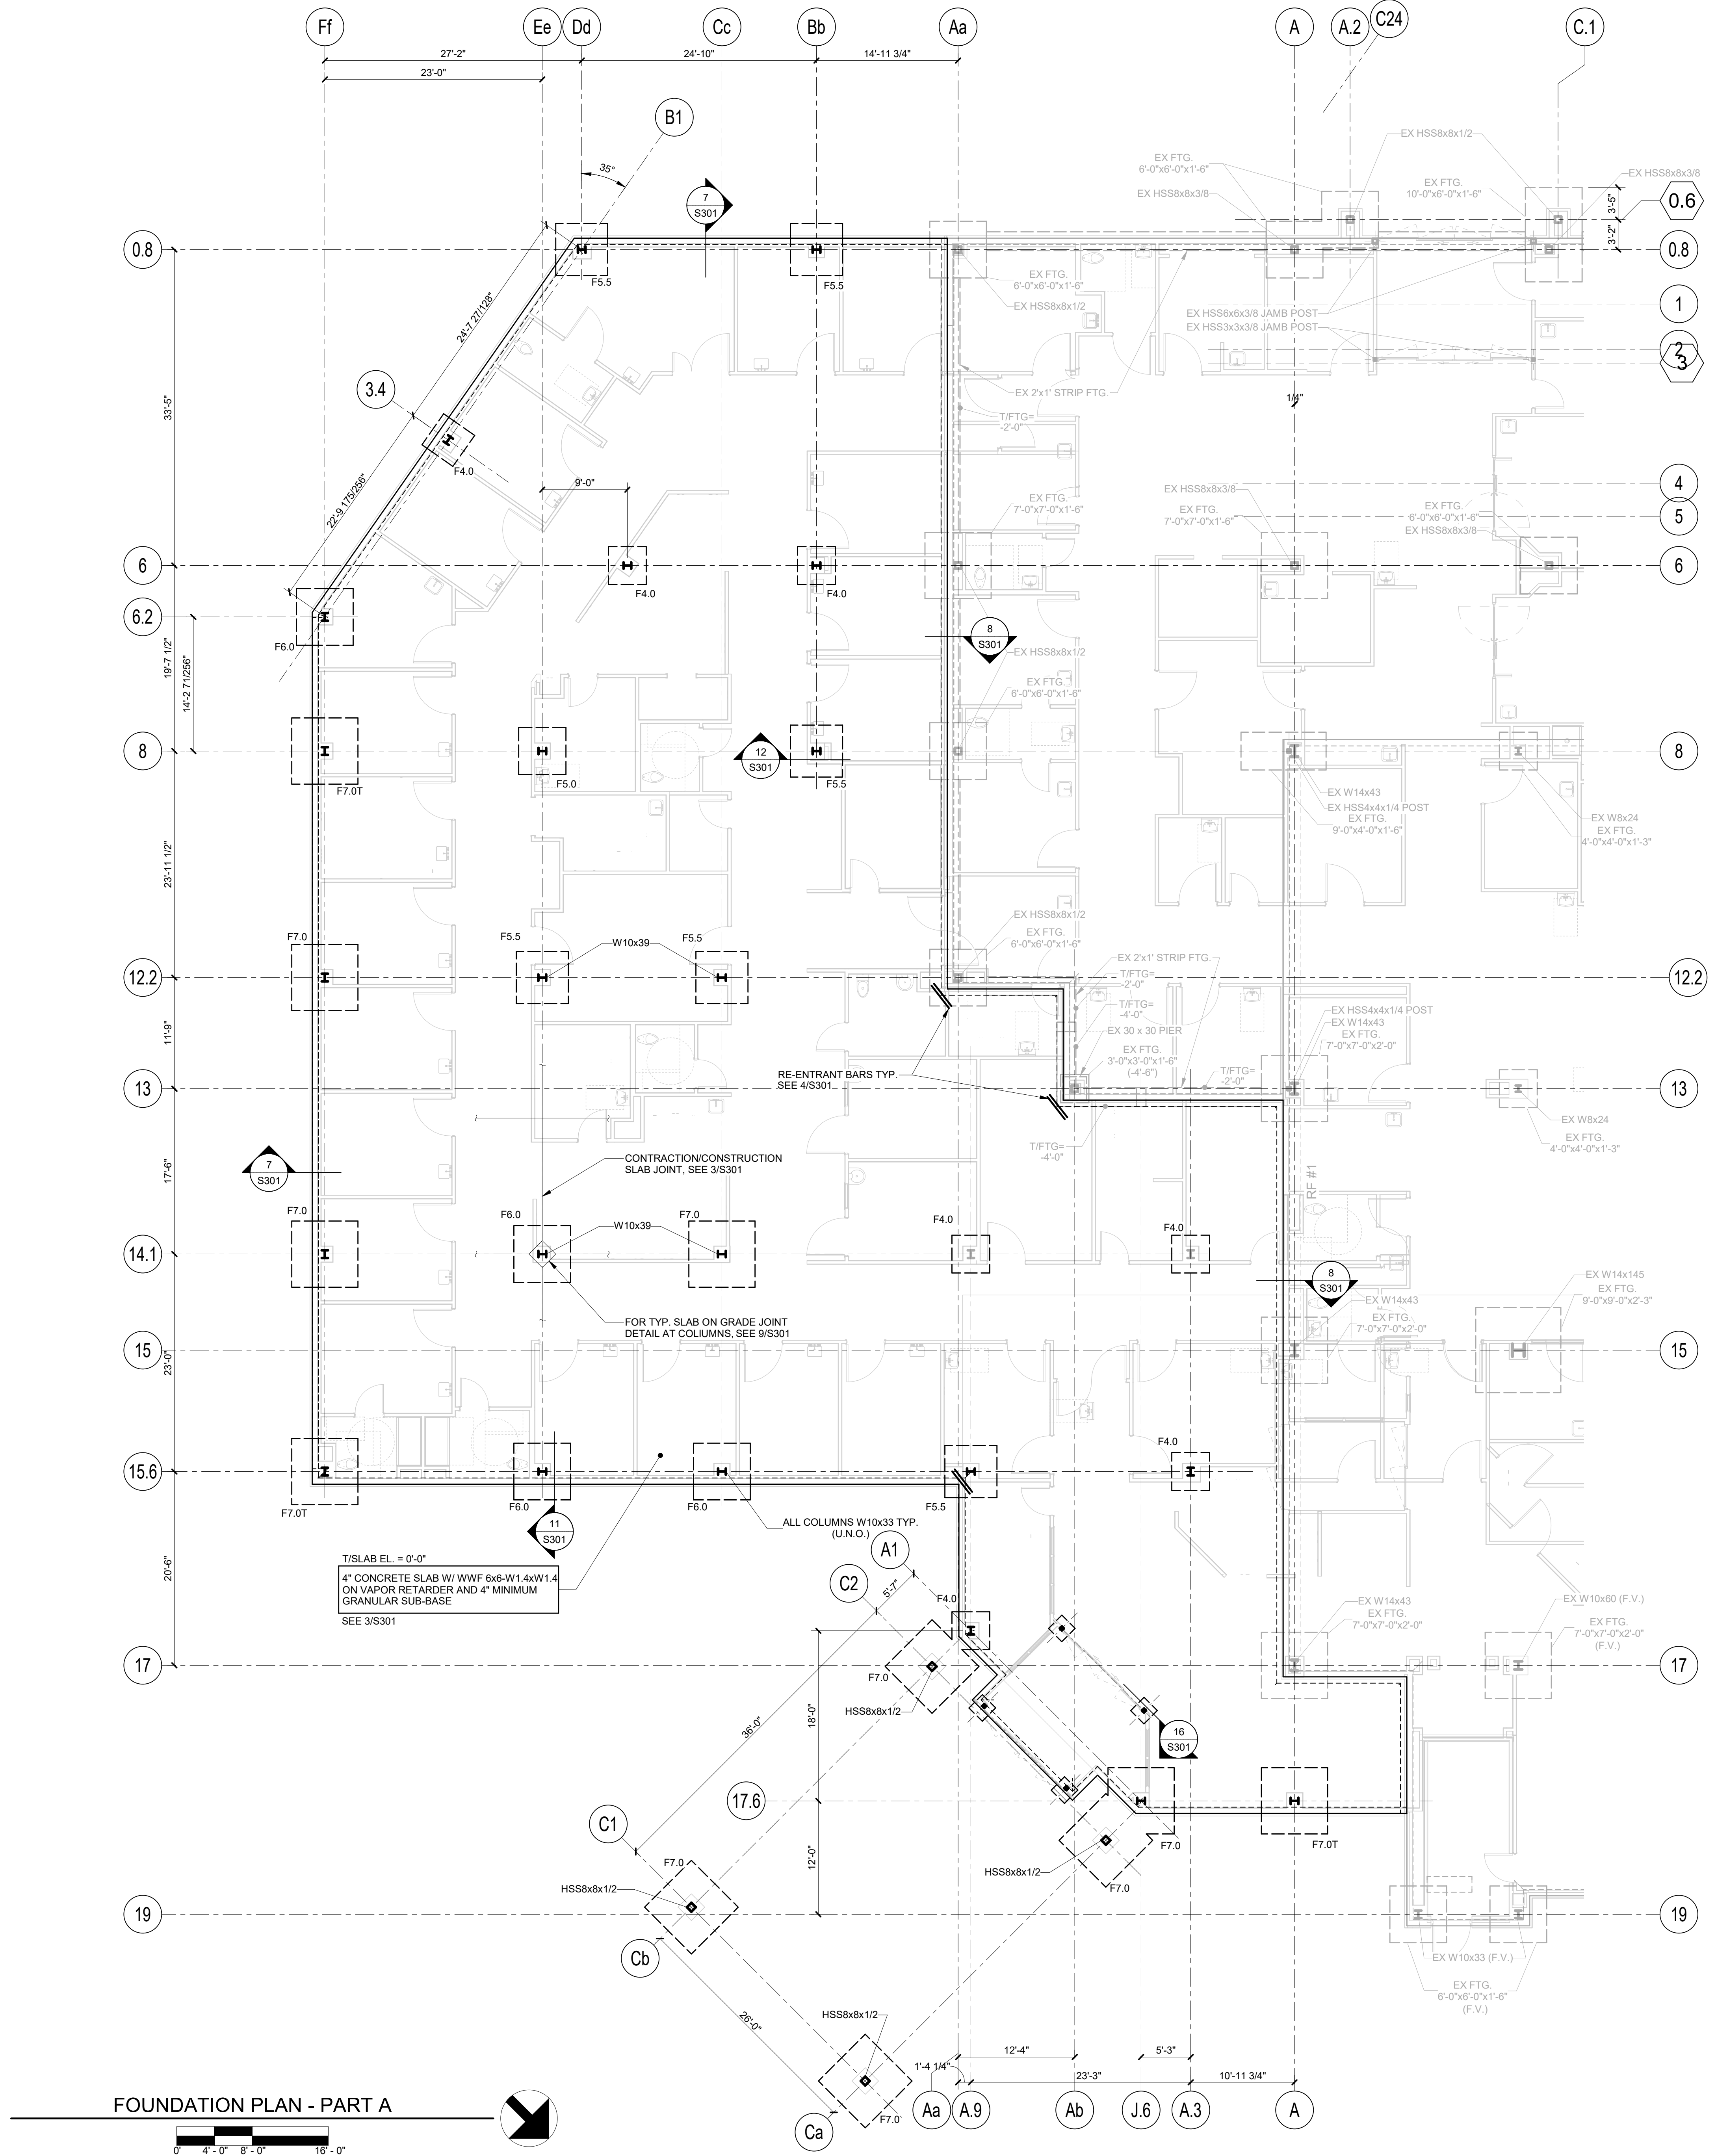 Ff
Ee
Dd
Cc
Bb
Aa
A
A.2
C24
C.1
27'-2"
24'-10"
14'-11 3/4"
23'-0"
B1
35°
7
S301
EX HSS8x8x1/2
EX FTG.
6'-0"x6'-0"x1'-6"
EX HSS8x8x3/8
EX FTG.
10'-0"x6'-0"x1'-6"
EX HSS8x8x3/8
3'-5"
0.6
3'-2"
0.8
0.8
F5.5
F5.5
EX FTG.
6'-0"x6'-0"x1'-6"
EX HSS8x8x1/2
1
EX HSS6x6x3/8 JAMB POST
EX HSS3x3x3/8 JAMB POST
2
3
24'-7 27/128"
3.4
33'-5"
EX 2'x1' STRIP FTG.
1/4"
T/FTG=
-2'-0"
F4.0
22'-9 175/256"
9'-0"
4
EX HSS8x8x3/8
EX FTG.
7'-0"x7'-0"x1'-6"
EX FTG.
7'-0"x7'-0"x1'-6"
EX FTG.
6'-0"x6'-0"x1'-6"
EX HSS8x8x3/8
5
6
6
F4.0
F4.0
6.2
F6.0
8
S301
19'-7 1/2"
14'-2 71/256"
EX HSS8x8x1/2
EX FTG.
6'-0"x6'-0"x1'-6"
8
12
S301
8
F7.0T
F5.0
F5.5
EX W14x43
EX HSS4x4x1/4 POST
EX FTG.
9'-0"x4'-0"x1'-6"
EX W8x24
EX FTG.
4'-0"x4'-0"x1'-3"
23'-11 1/2"
EX HSS8x8x1/2
EX FTG.
6'-0"x6'-0"x1'-6"
F7.0
F5.5
W10x39
F5.5
EX 2'x1' STRIP FTG.
12.2
12.2
T/FTG=
-2'-0"
T/FTG=
-4'-0"
EX 30 x 30 PIER
EX FTG.
3'-0"x3'-0"x1'-6"
(-4'-6")
EX HSS4x4x1/4 POST
EX W14x43
EX FTG.
7'-0"x7'-0"x2'-0"
11'-9"
RE-ENTRANT BARS TYP.
SEE 4/S301
T/FTG=
-2'-0"
13
13
EX W8x24
EX FTG.
4'-0"x4'-0"x1'-3"
T/FTG=
-4'-0"
7
S301
17'-6"
CONTRACTION/CONSTRUCTION
SLAB JOINT, SEE 3/S301
RF #1
F7.0
F6.0
W10x39
F7.0
F4.0
F4.0
14.1
8
S301
EX W14x145
EX FTG.
9'-0"x9'-0"x2'-3"
EX W14x43
EX FTG.
7'-0"x7'-0"x2'-0"
FOR TYP. SLAB ON GRADE JOINT
DETAIL AT COLIUMNS, SEE 9/S301
15
23'-0"
15
F4.0
15.6
F7.0T
F6.0
F6.0
F5.5
11
S301
ALL COLUMNS W10x33 TYP.
(U.N.O.)
T/SLAB EL. = 0'-0"
4" CONCRETE SLAB W/ WWF 6x6-W1.4xW1.4
ON VAPOR RETARDER AND 4" MINIMUM
GRANULAR SUB-BASE
SEE 3/S301
20'-6"
A1
C2
5'-7"
F4.0
EX W14x43
EX FTG.
7'-0"x7'-0"x2'-0"
EX W10x60 (F.V.)
EX FTG.
7'-0"x7'-0"x2'-0"
(F.V.)
17
17
F7.0
HSS8x8x1/2
36'-0"
18'-0"
16
S301
17.6
C1
F7.0
F7.0T
12'-0"
HSS8x8x1/2
F7.0
F7.0
HSS8x8x1/2
19
19
Cb
EX W10x33 (F.V.)
EX FTG.
6'-0"x6'-0"x1'-6"
(F.V.)
HSS8x8x1/2
26'-0"
12'-4"
5'-3"
1'-4 1/4"
23'-3"
10'-11 3/4"
F7.0
Ca
Aa
A.9
Ab
J.6
A.3
A
FOUNDATION PLAN - PART A
0' 4' - 0" 8' - 0" 16' - 0"